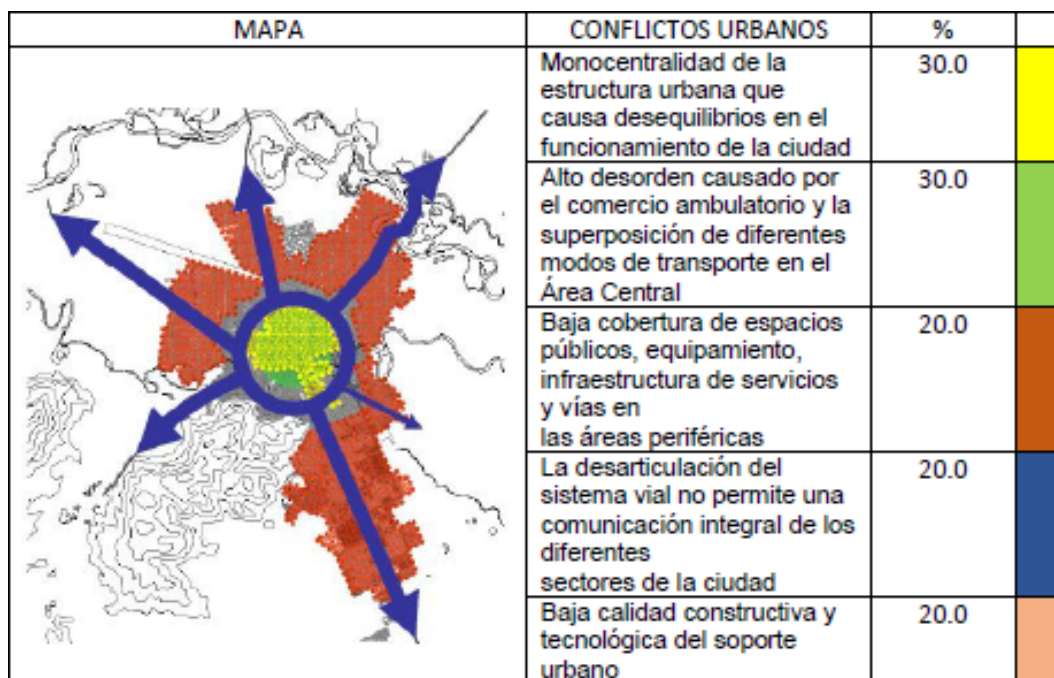 MAPA
CONFLICTOS URBANOS
%
Monocentralidad de la
estructura urbana que
causa desequilibrios en el
funcionamiento de la ciudad
30.0
Alto desorden causado por
el comercio ambulatorio y la
superposición de diferentes
modos de transporte en el
Área Central
30.0
Baja cobertura de espacios
públicos, equipamiento,
infraestructura de servicios
y vías en
las áreas periféricas
20.0
La desarticulación del
sistema vial no permite una
comunicación integral de los
diferentes
sectores de la ciudad
20.0
Baja calidad constructiva y
tecnológica del soporte
urbano
20.0